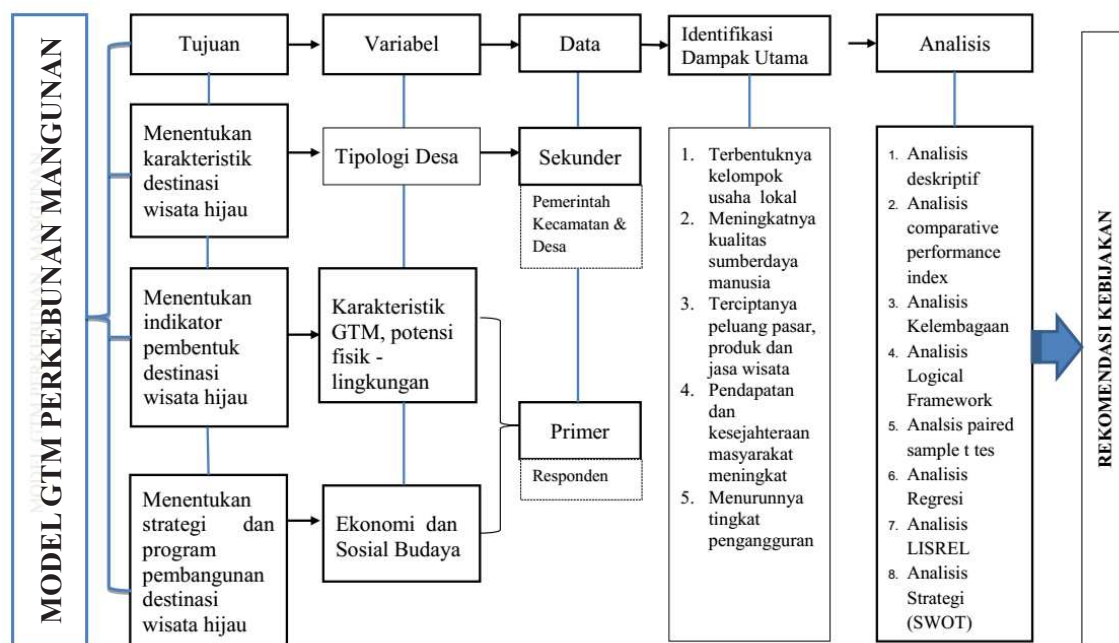 MODEL GTM PERKEBUNAN MANGUNAN
Tujuan
Variabel
Data
Identifikasi
Dampak Utama
Analisis
Menentukan
karakteristik
destinasi
wisata hijau
Tipologi Desa
Sekunder
Pemerintah
Kecamatan &
Desa
Menentukan
indikator
pembentuk
destinasi
wisata hijau
Karakteristik
GTM, potensi
fisik -
lingkungan
Primer
Responden
Menentukan
strategi dan
program
pembangunan
destinasi
wisata hijau
Ekonomi dan
Sosial Budaya
1. Terbentuknya
kelompok
usaha lokal
2. Meningkatnya
kualitas
sumberdaya
manusia
3. Terciptanya
peluang pasar,
produk dan
jasa wisata
4. Pendapatan
dan
kesejahteraan
masyarakat
meningkat
5. Menurunnya
tingkat
pengangguran
1. Analisis
deskriptif
2. Analisis
comparative
performance
index
3. Analisis
Kelembagaan
4. Analisis
Logical
Framework
5. Analsis paired
sample t tes
6. Analisis
Regresi
7. Analisis
LISREL
8. Analisis
Strategi
(SWOT)
REKOMENDASI KEBIJAKAN